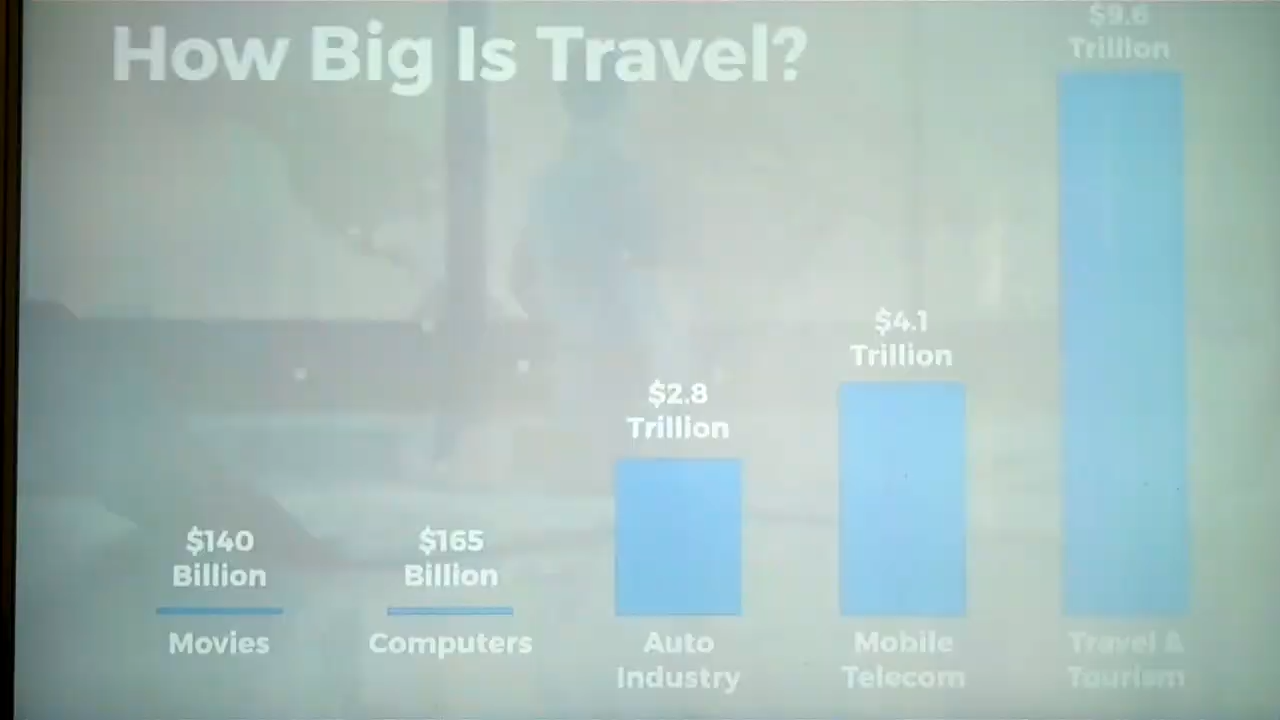 How Big Is Travel?
$9.6
Trillion
$4.1
Trillion
$2.8
Trillion
$140
Billion
$165
Billion
Movies
Computers
Auto
Industry
Mobile
Telecom
Travel &
Tourism